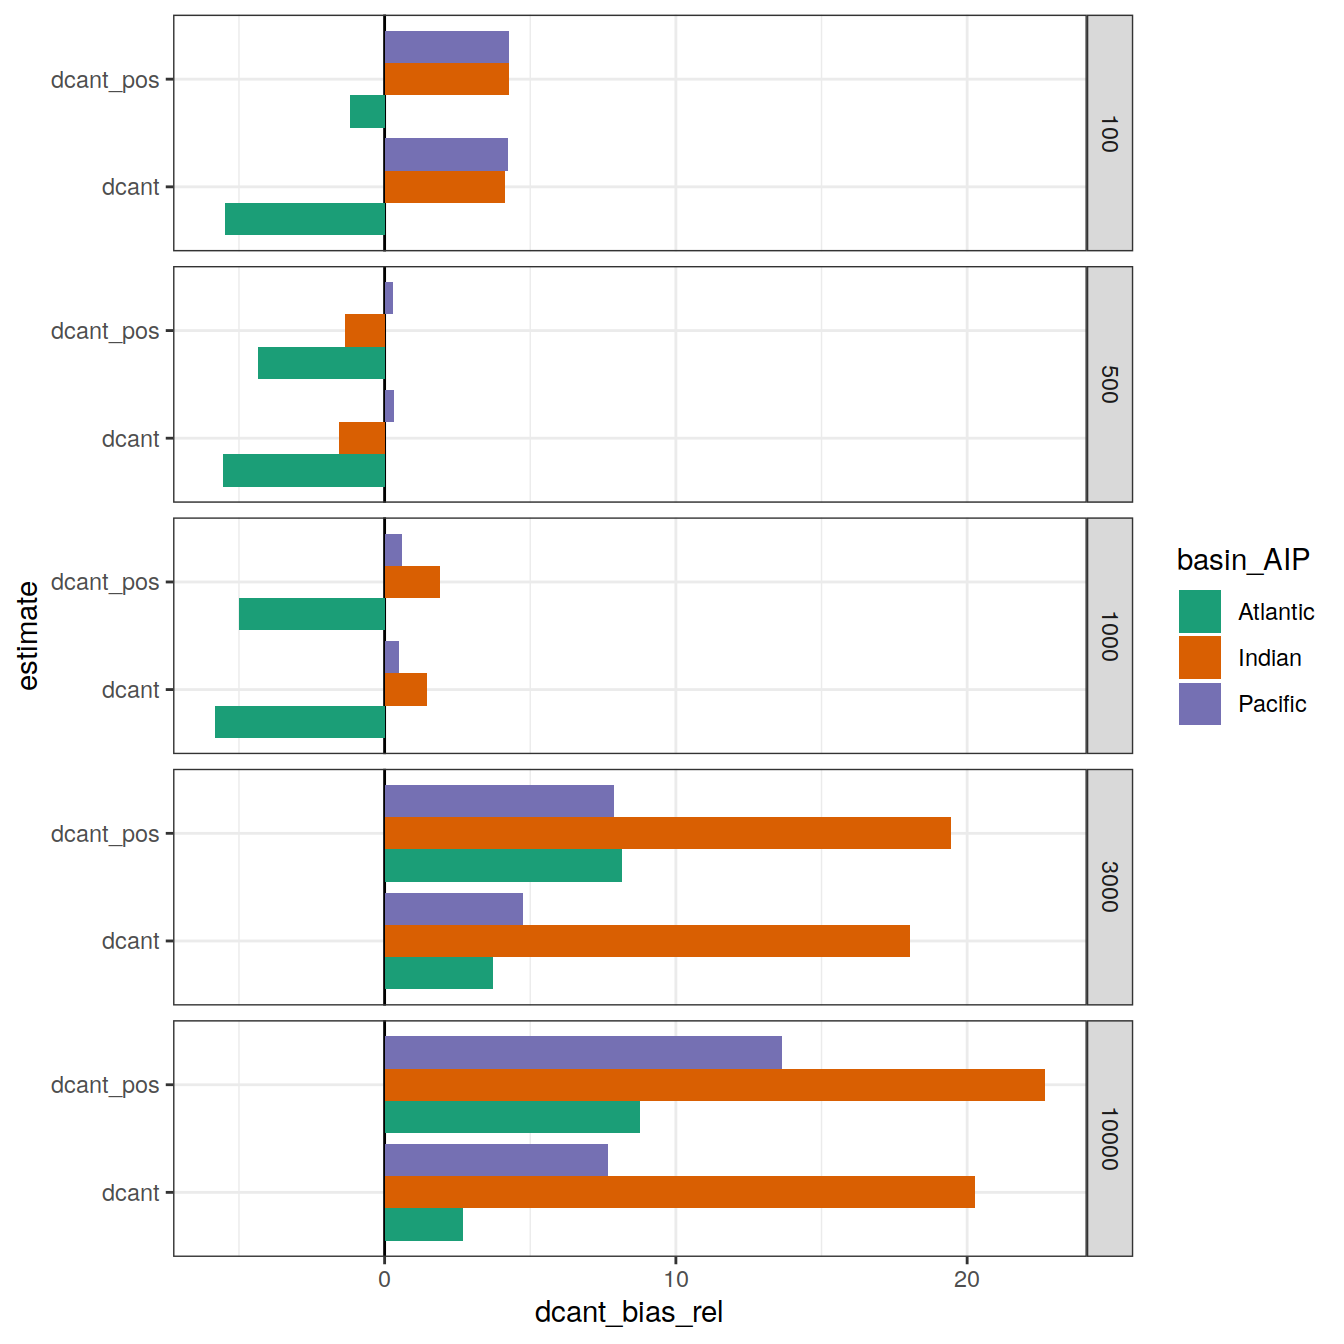 dcant_pos
dcant
100
dcant_pos
dcant
500
dcant_pos
dcant
1000
dcant_pos
dcant
3000
dcant_pos
dcant
10000
0 10 20
dcant_bias_rel
estimate
basin_AIP
Atlantic
Indian
Pacific